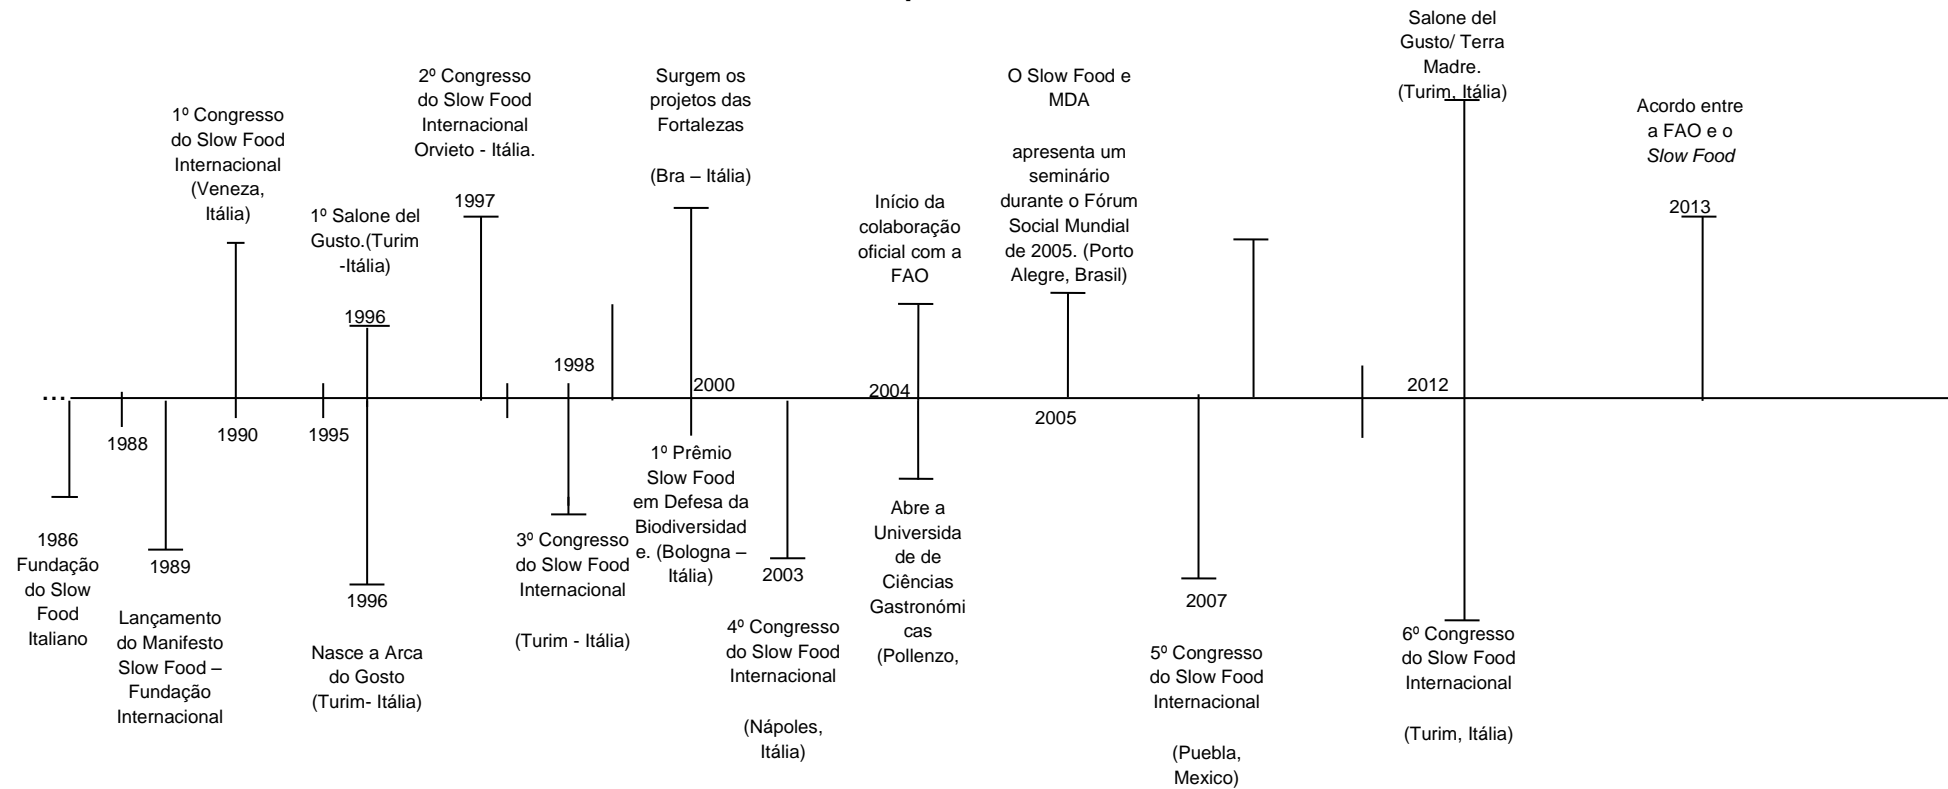 1986
Fundação
do Slow
Food
Italiano
1988
1989
Lançamento
do Manifesto
Slow Food –
Fundação
Internacional
1º Congresso
do Slow Food
Internacional
(Veneza,
Itália)
1990
1995
1º Salone del
Gusto.(Turim
-Itália)
1996
1996
Nasce a Arca
do Gosto
(Turim- Itália)
2º Congresso
do Slow Food
Internacional
Orvieto - Itália.
1997
1998
3º Congresso
do Slow Food
Internacional
(Turim - Itália)
Surgem os
projetos das
Fortalezas
(Bra – Itália)
2000
1º Prêmio
Slow Food
em Defesa da
Biodiversidad
e. (Bologna –
Itália)
2003
4º Congresso
do Slow Food
Internacional
(Nápoles,
Itália)
Início da
colaboração
oficial com a
FAO
2004
Abre a
Universida
de de
Ciências
Gastronómi
cas
(Pollenzo,
O Slow Food e
MDA
apresenta um
seminário
durante o Fórum
Social Mundial
de 2005. (Porto
Alegre, Brasil)
2005
2007
5º Congresso
do Slow Food
Internacional
(Puebla,
Mexico)
Salone del
Gusto/ Terra
Madre.
(Turim, Itália)
2012
6º Congresso
do Slow Food
Internacional
(Turim, Itália)
Acordo entre
a FAO e o
Slow Food
2013